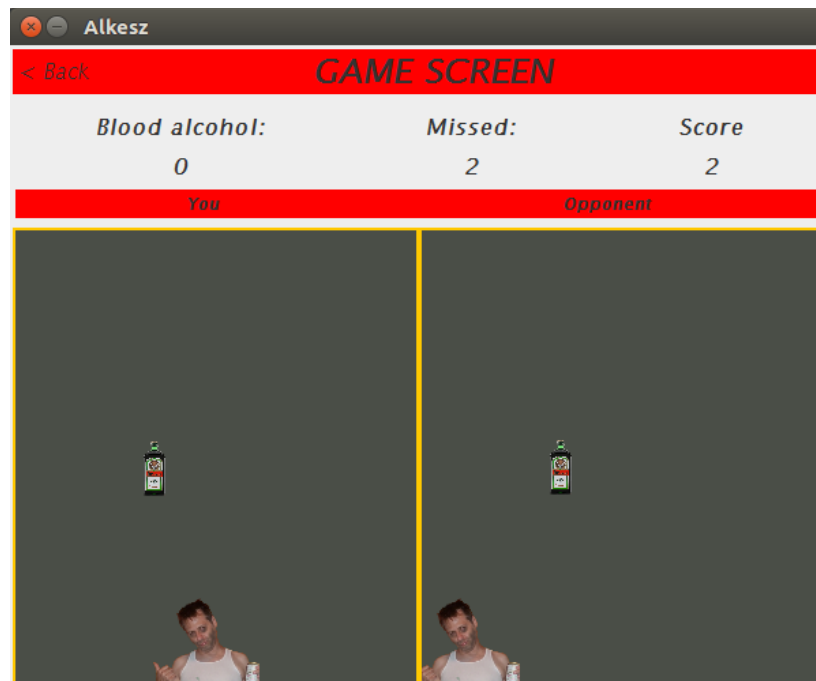 Alkesz
< Back GAME SCREEN
Blood alcohol: Missed: Score
0 2 2
You Opponent